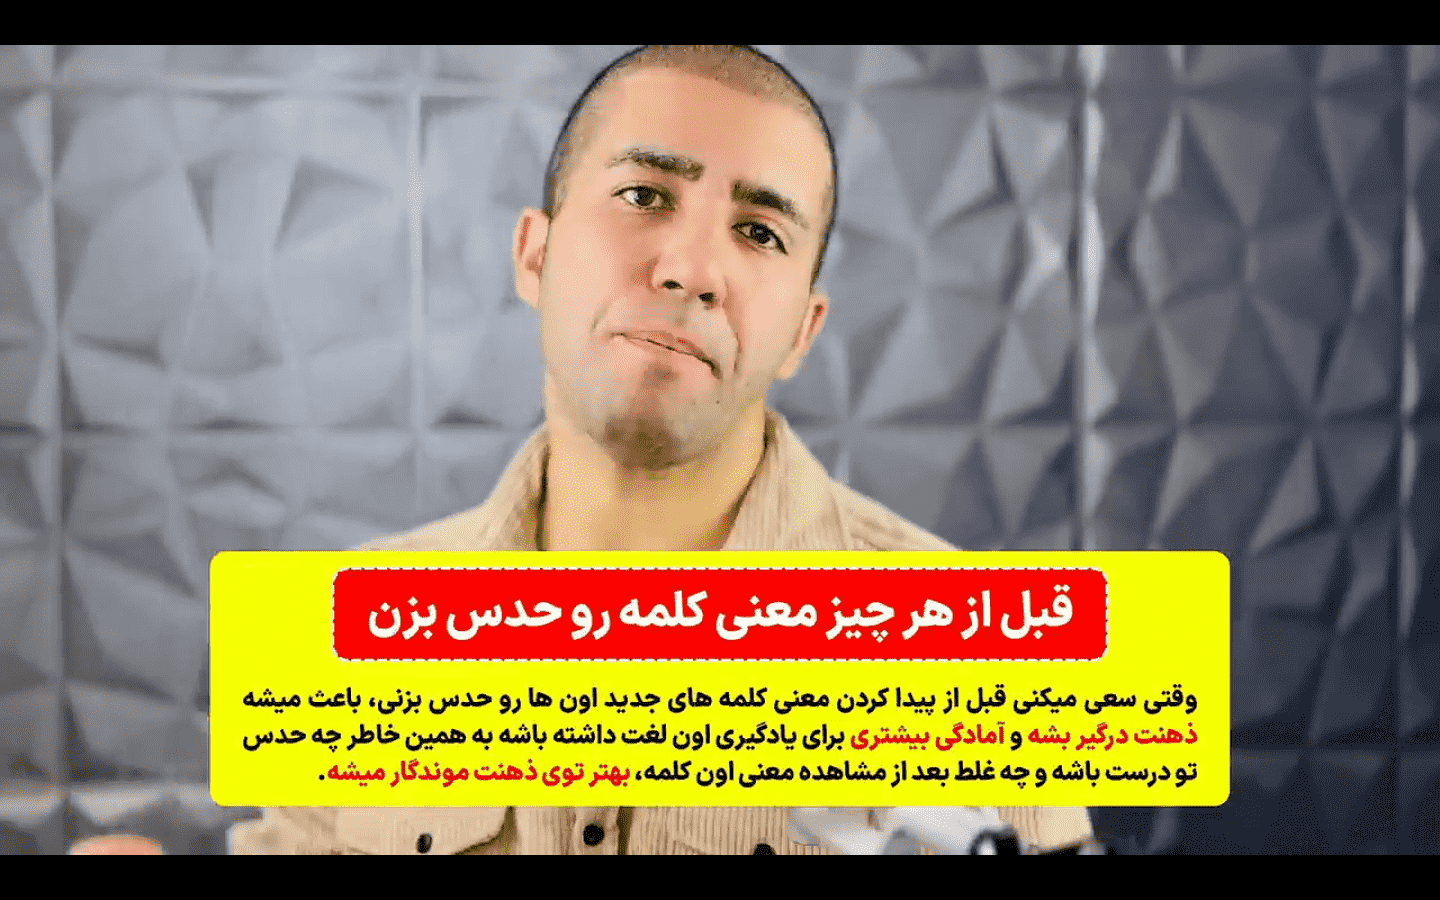 قبل از هر چیز معنی کلمه رو حدس بزن
وقتی سعی میکنی قبل از پیدا کردن معنی کلمه های جدید اون ها رو حدس بزنی، باعث میشه
ذهنت درگیر بشه و آمادگی بیشتری برای یادگیری اون لغت داشته باشه به همین خاطر چه حدس
تو درست باشه و چه غلط بعد از مشاهده معنی اون کلمه، بهتر توی ذهنت موندگار میشه.